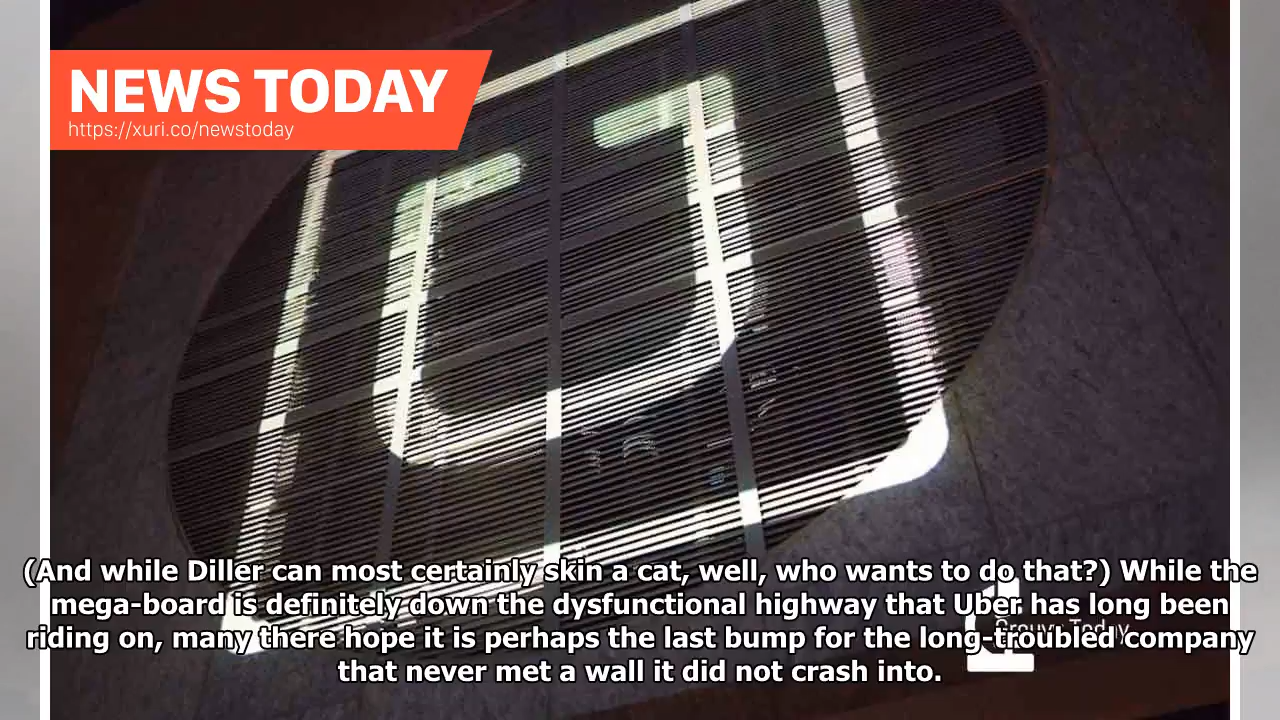 NEWS TODAY
https://xuri.co/newstoday
(And while Diller can most certainly skin a cat, well, who wants to do that?) While the
mega-board is definitely down the dysfunctional highway that Uber has long been
riding on, many there hope it is perhaps the last bump for the long-troubled company
that never met a wall it did not crash into.
Today